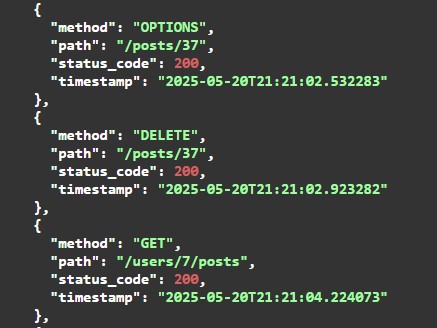 {
"method": "OPTIONS",
"path": "/posts/37",
"status_code": 200,
"timestamp": "2025-05-20T21:21:02.532283"
},
{
"method": "DELETE",
"path": "/posts/37",
"status_code": 200,
"timestamp": "2025-05-20T21:21:02.923282"
},
{
"method": "GET",
"path": "/users/7/posts",
"status_code": 200,
"timestamp": "2025-05-20T21:21:04.224073"
},